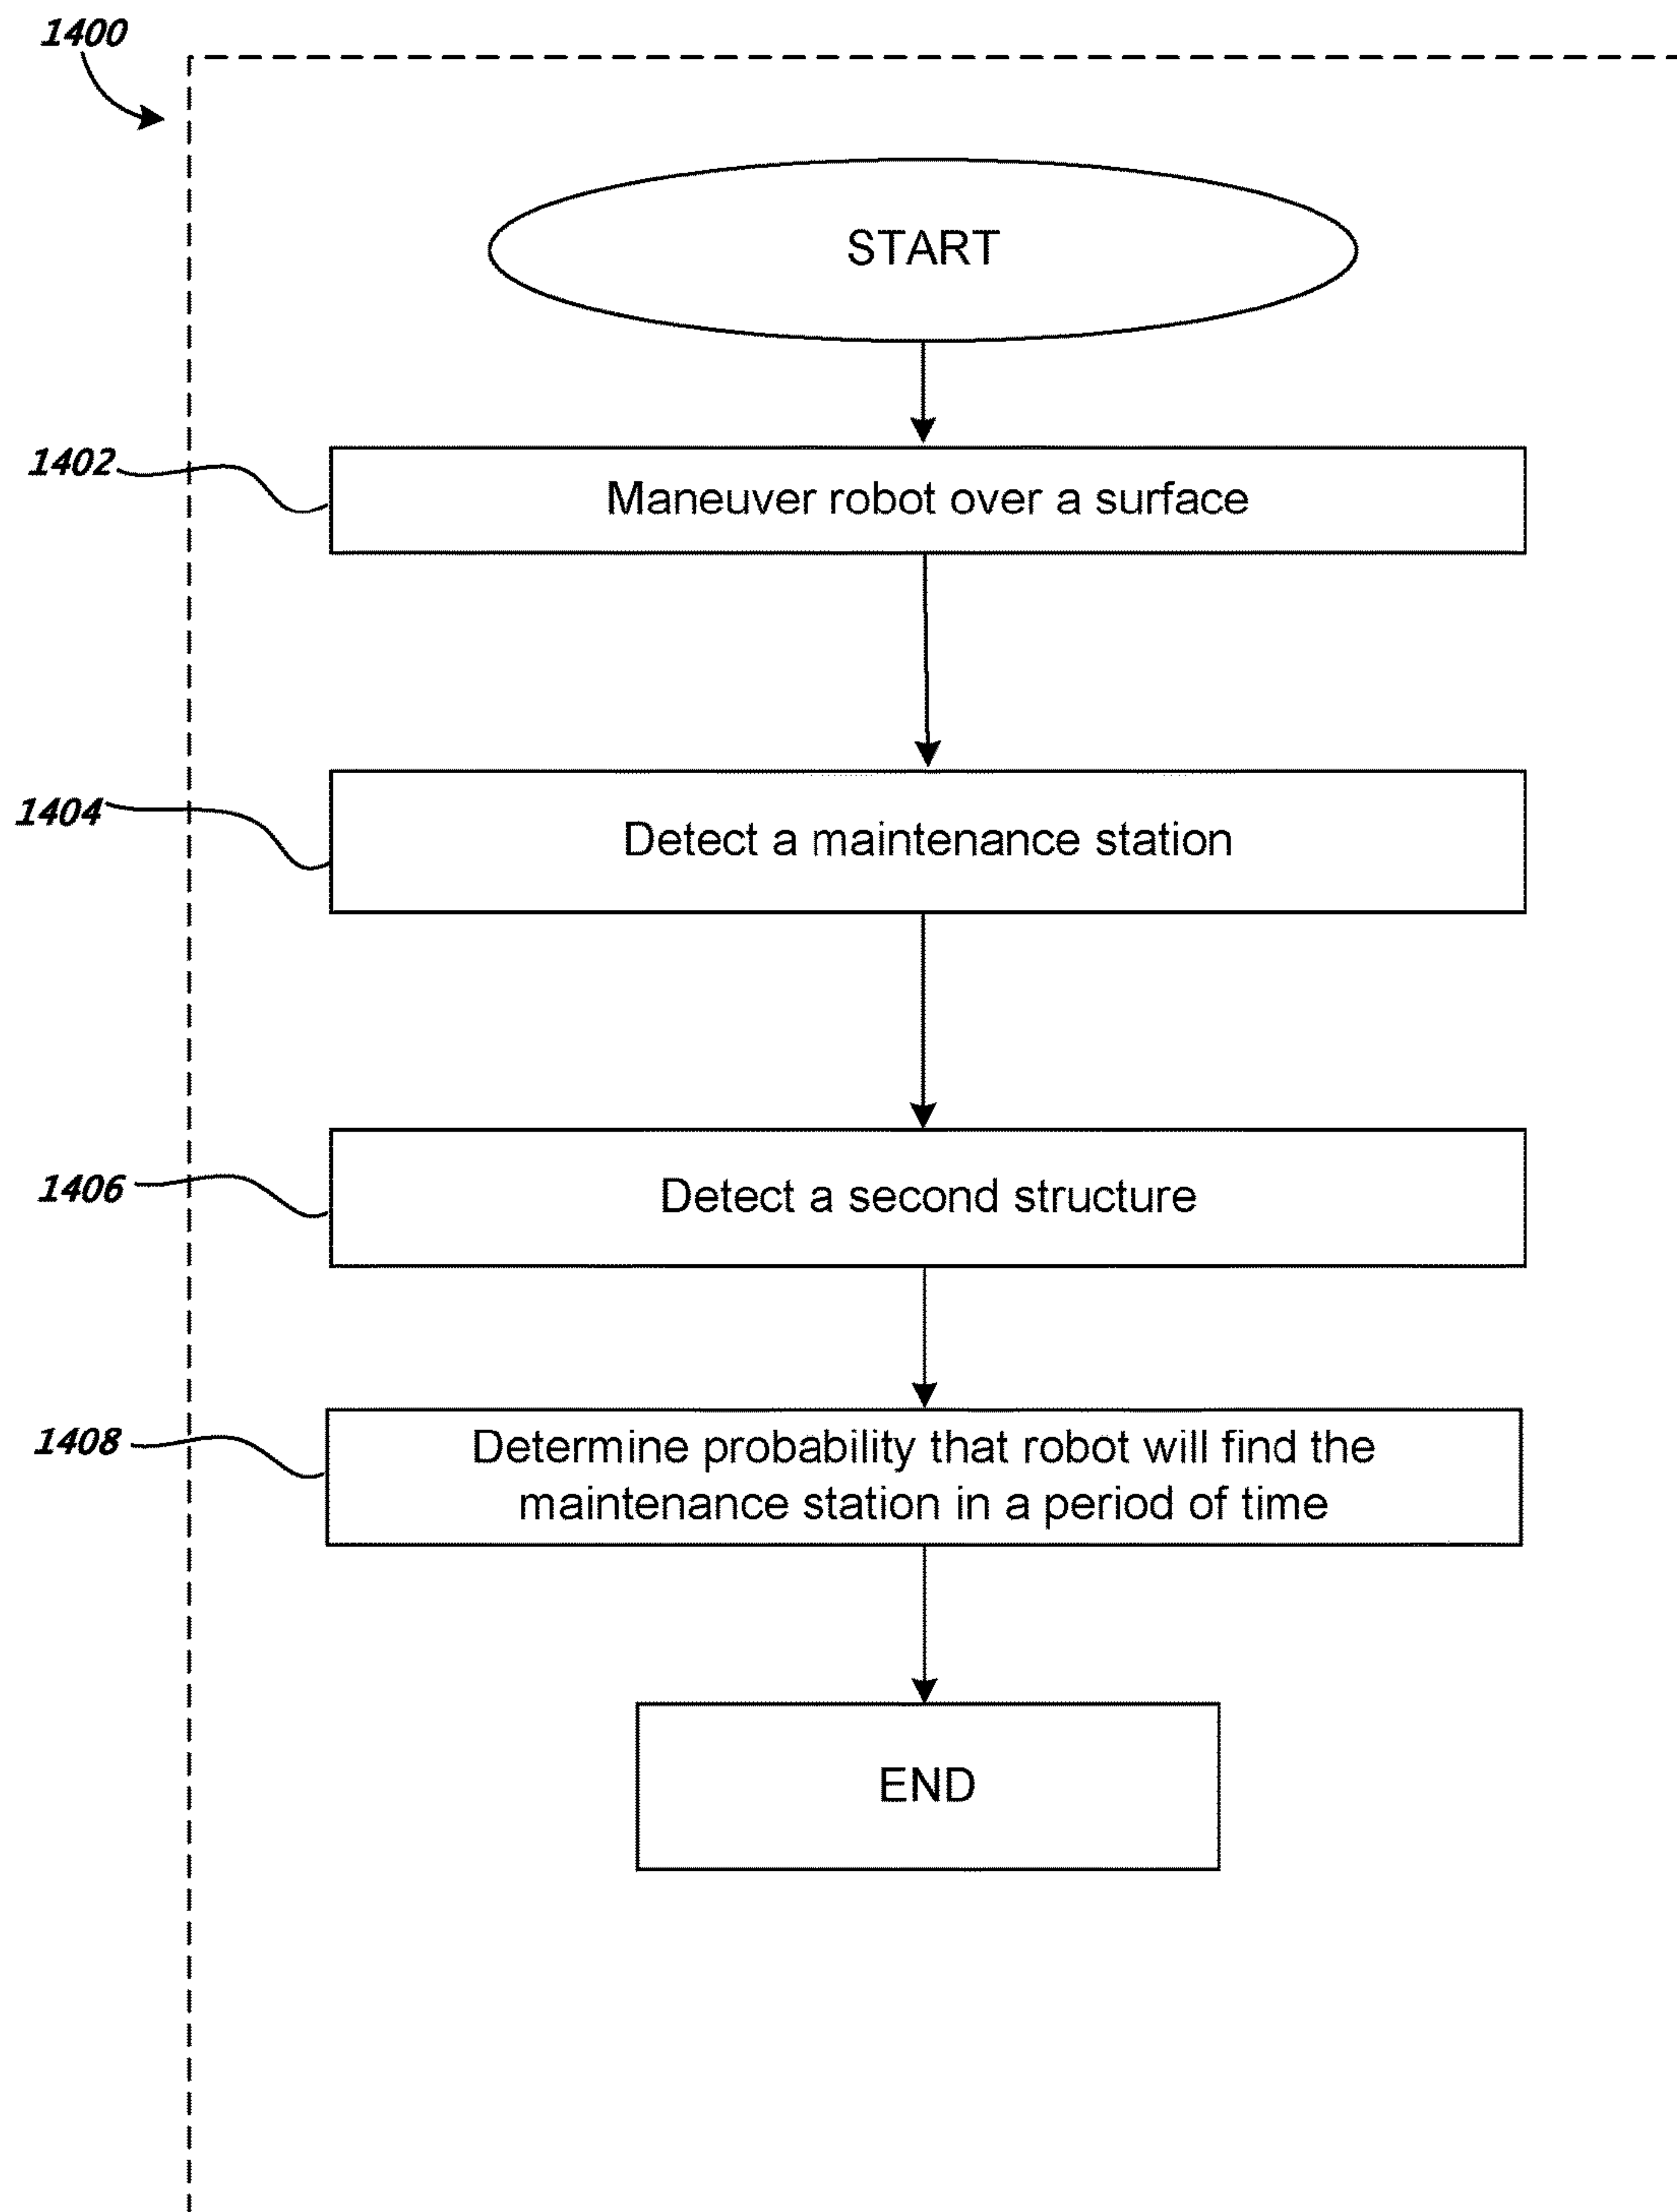 1400
START
1402
Maneuver robot over a surface
1404
Detect a maintenance station
1406
Detect a second structure
1408
Determine probability that robot will find the
maintenance station in a period of time
END